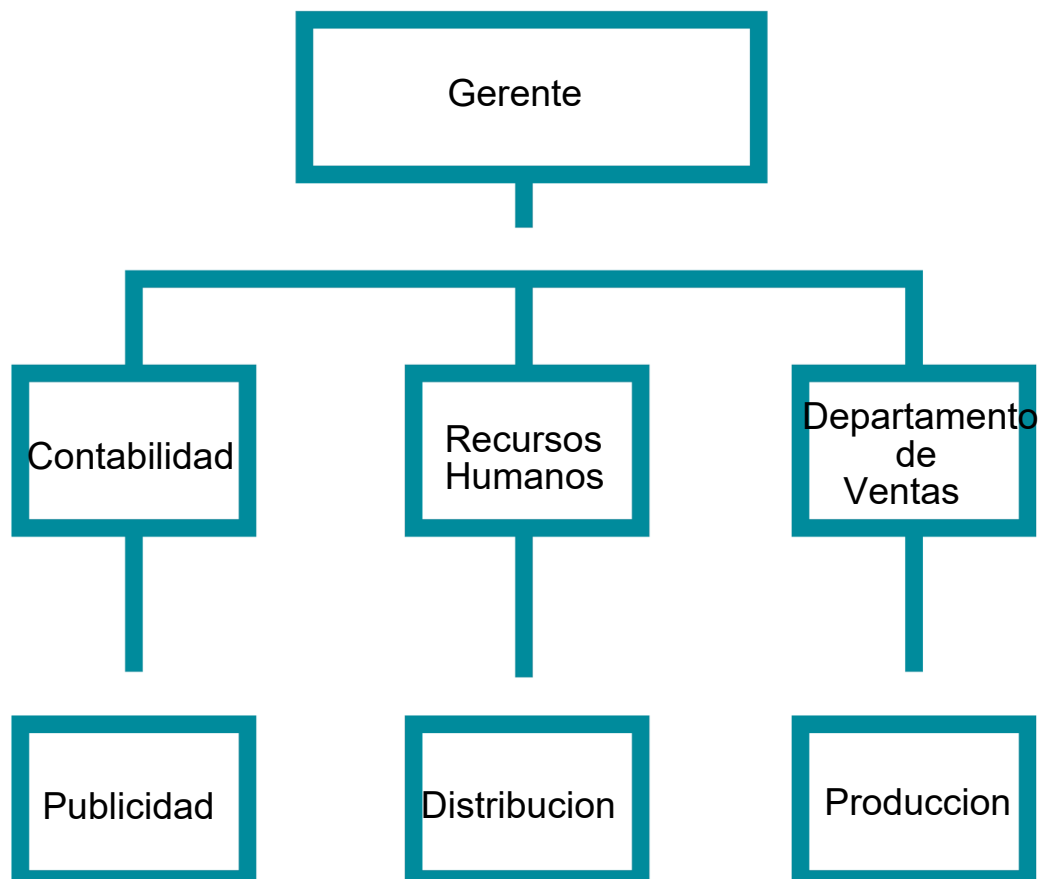 Gerente
Contabilidad
Recursos
Humanos
Departamento
de
Ventas
Publicidad
Distribucion
Produccion